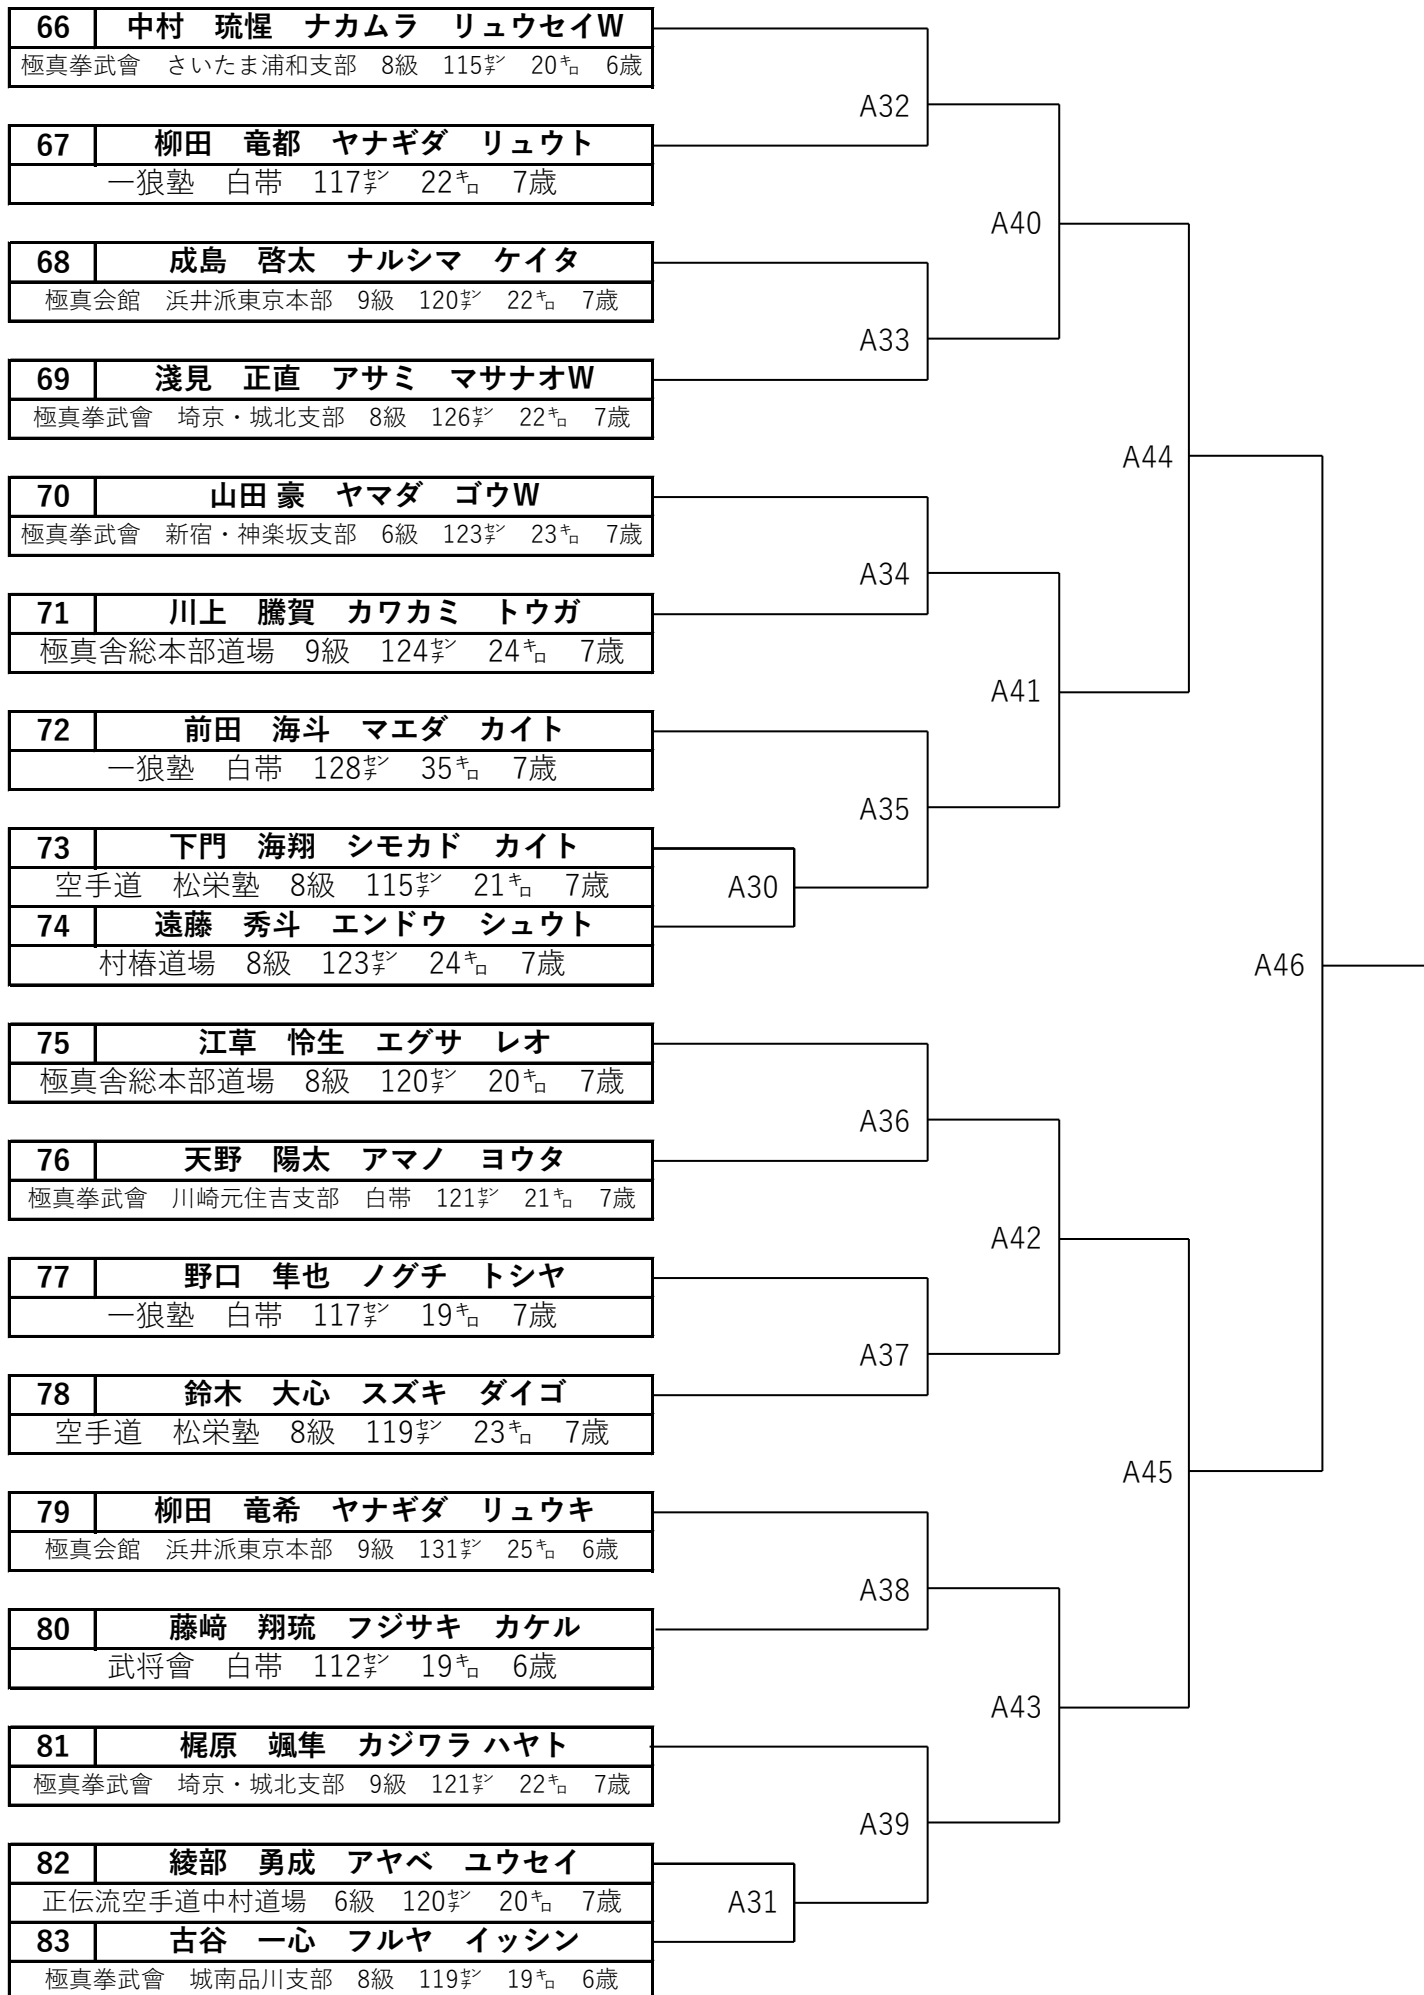 66 中村　琉惺　ナカムラ　リュウセイW
極真拳武會　さいたま浦和支部　8級　115㌢　20㌔　6歳
A32
67 柳田　竜都　ヤナギダ　リュウト
一狼塾　白帯　117㌢　22㌔　7歳
A40
68 成島　啓太　ナルシマ　ケイタ
極真会館　浜井派東京本部　9級　120㌢　22㌔　7歳
A33
69 淺見　正直　アサミ　マサナオW
極真拳武會　埼京・城北支部　8級　126㌢　22㌔　7歳
A44
70 山田 豪　ヤマダ　ゴウW
極真拳武會　新宿・神楽坂支部　6級　123㌢　23㌔　7歳
A34
71 川上　騰賀　カワカミ　トウガ
極真舎総本部道場　9級　124㌢　24㌔　7歳
A41
72 前田　海斗　マエダ　カイト
一狼塾　白帯　128㌢　35㌔　7歳
A35
73 下門　海翔　シモカド　カイト
空手道　松栄塾　8級　115㌢　21㌔　7歳
A30
74 遠藤　秀斗　エンドウ　シュウト
村椿道場　8級　123㌢　24㌔　7歳
A46
75 江草　怜生　エグサ　レオ
極真舎総本部道場　8級　120㌢　20㌔　7歳
A36
76 天野　陽太　アマノ　ヨウタ
極真拳武會　川崎元住吉支部　白帯　121㌢　21㌔　7歳
A42
77 野口　隼也　ノグチ　トシヤ
一狼塾　白帯　117㌢　19㌔　7歳
A37
78 鈴木　大心　スズキ　ダイゴ
空手道　松栄塾　8級　119㌢　23㌔　7歳
A45
79 柳田　竜希　ヤナギダ　リュウキ
極真会館　浜井派東京本部　9級　131㌢　25㌔　6歳
A38
80 藤﨑　翔琉　フジサキ　カケル
武将會　白帯　112㌢　19㌔　6歳
A43
81 梶原　颯隼　カジワラ ハヤト
極真拳武會　埼京・城北支部　9級　121㌢　22㌔　7歳
A39
82 綾部　勇成　アヤベ　ユウセイ
正伝流空手道中村道場　6級　120㌢　20㌔　7歳
A31
83 古谷　一心　フルヤ　イッシン
極真拳武會　城南品川支部　8級　119㌢　19㌔　6歳